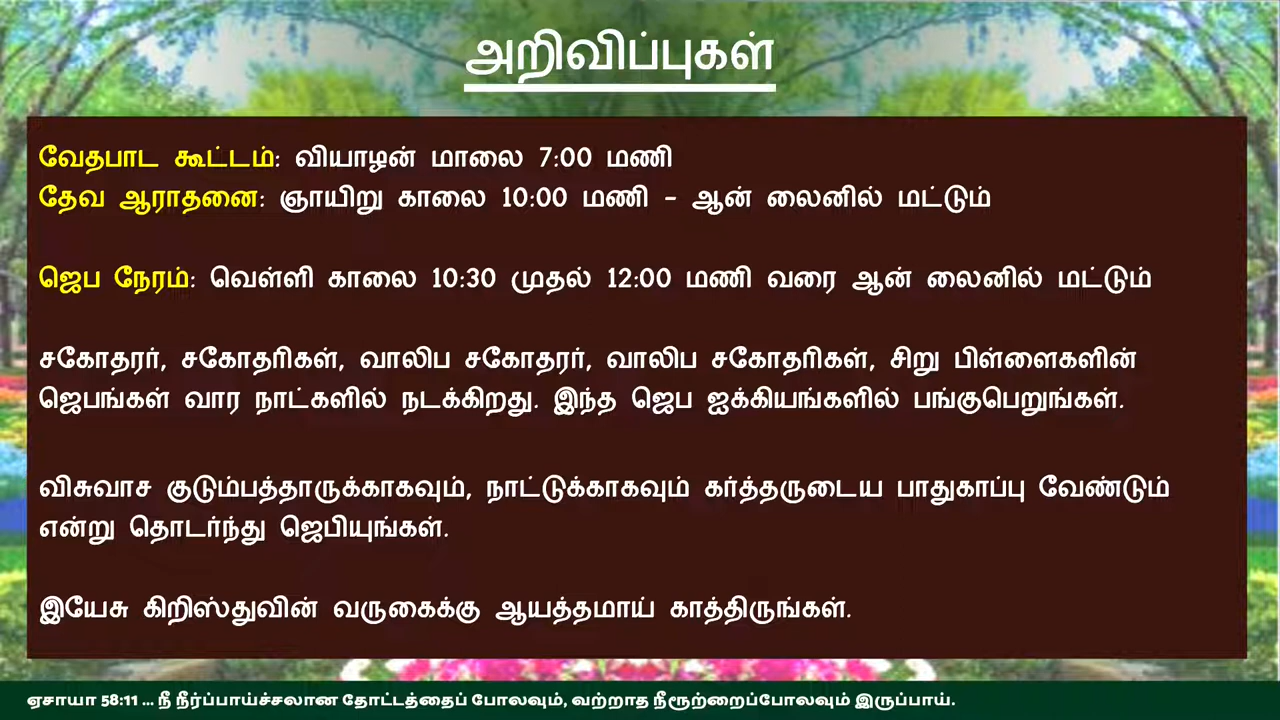 அறிவிப்புகள்
வேதபாட கூட்டம்: வியாழன் மாலை 7:00 மணி
தேவ ஆராதனை: ஞாயிறு காலை 10:00 மணி - ஆன் லைனில் மட்டும்
ஜெப நேரம்: வெள்ளி காலை 10:30 முதல் 12:00 மணி வரை ஆன் லைனில் மட்டும்
சகோதரர், சகோதரிகள், வாலிப சகோதரர், வாலிப சகோதரிகள், சிறு பிள்ளைகளின்
ஜெபங்கள் வார நாட்களில் நடக்கிறது. இந்த ஜெப ஐக்கியங்களில் பங்குபெறுங்கள்.
விசுவாச குடும்பத்தாருக்காகவும், நாட்டுக்காகவும் கர்த்தருடைய பாதுகாப்பு வேண்டும்
என்று தொடர்ந்து ஜெபியுங்கள்.
இயேசு கிறிஸ்துவின் வருகைக்கு ஆயத்தமாய் காத்திருங்கள்.
ஏசாயா 58:11 ... நீ நீர்ப்பாய்ச்சலான தோட்டத்தைப் போலவும், வற்றாத நீரூற்றைப்போலவும் இருப்பாய்.